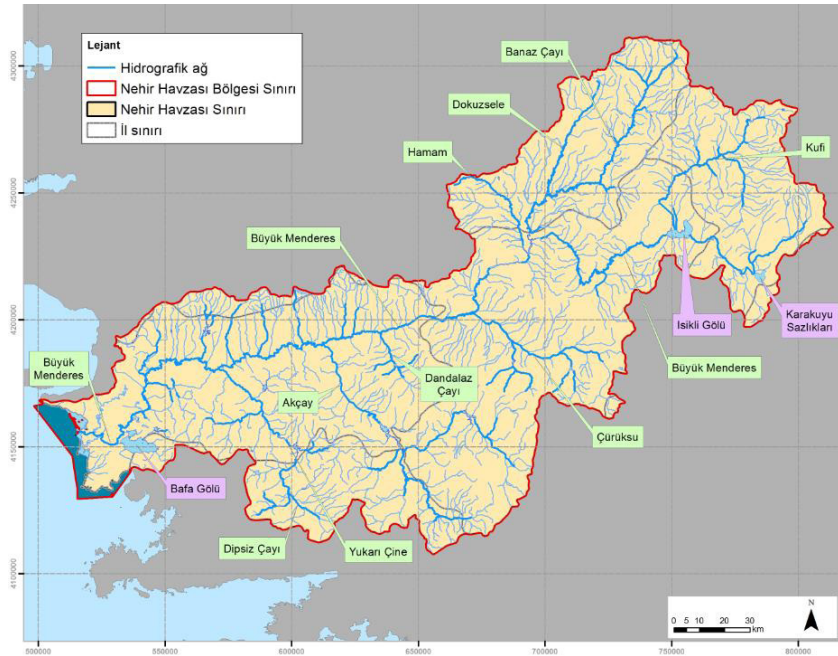 Lejant
Hidrografik ağ
Nehir Havzası Bölgesi Sınırı
Nehir Havzası Sınırı
İl sınırı
Banaz Çayı
Dokuzsele
Hamam
Kufi
Büyük Menderes
Isikli Gölü
Karakuyu
Sazlıkları
Büyük Menderes
Büyük
Menderes
Dandalaz
Çayı
Akçay
Çürüksu
Bafa Gölü
Dipsiz Çayı
Yukarı Çine
N
0 5 10 20 30
km
4300000
4250000
4200000
4150000
4100000
500000
550000
600000
650000
700000
750000
800000